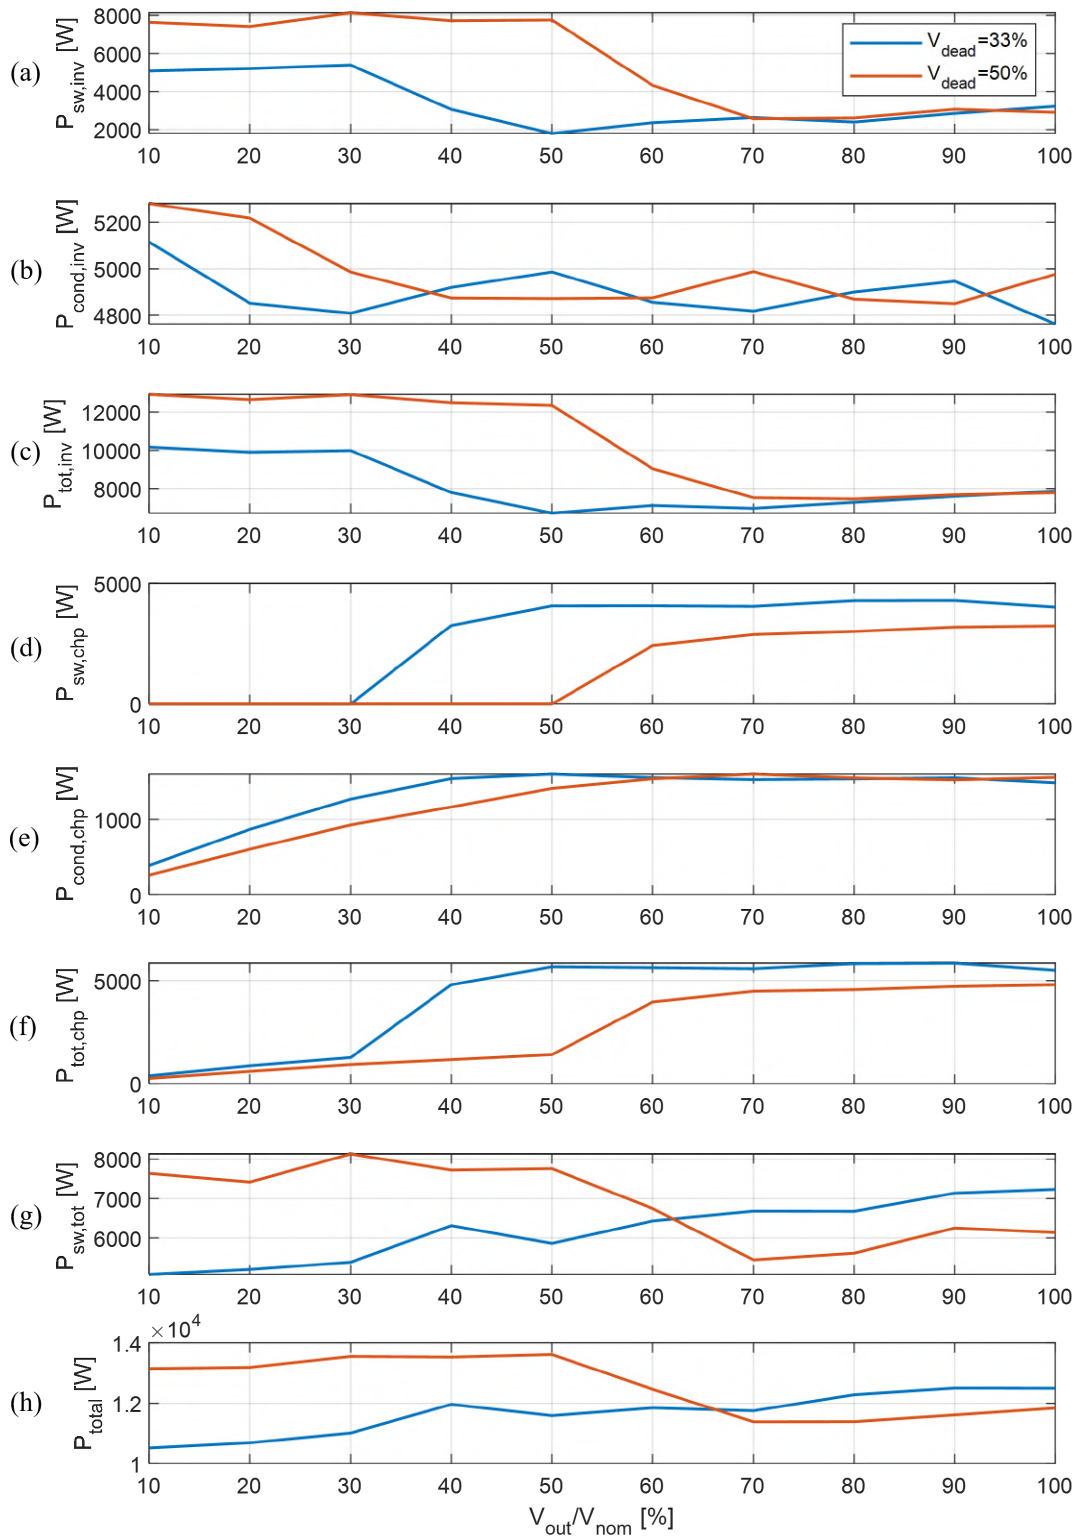 (a)
P_sw,inv [W]
8000
6000
4000
2000
V_dead=33%
V_dead=50%
10 20 30 40 50 60 70 80 90 100
(b)
P_cond,inv [W]
5200
5000
4800
10 20 30 40 50 60 70 80 90 100
(c)
P_tot,inv [W]
12000
10000
8000
10 20 30 40 50 60 70 80 90 100
(d)
P_sw,chp [W]
5000
0
10 20 30 40 50 60 70 80 90 100
(e)
P_cond,chp [W]
1000
0
10 20 30 40 50 60 70 80 90 100
(f)
P_tot,chp [W]
5000
0
10 20 30 40 50 60 70 80 90 100
(g)
P_sw,tot [W]
8000
7000
6000
10 20 30 40 50 60 70 80 90 100
(h)
P_total [W]
×10^4
1.4
1.2
1
10 20 30 40 50 60 70 80 90 100
V_out/V_nom [%]